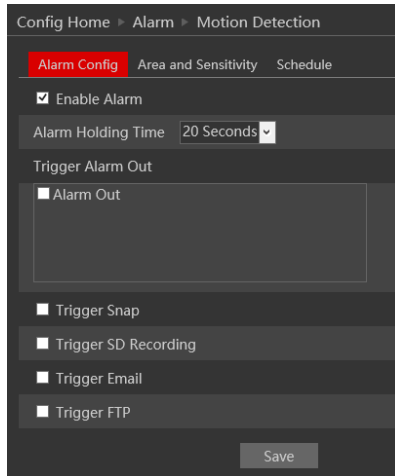 Config Home ▶ Alarm ▶ Motion Detection
Alarm Config Area and Sensitivity Schedule
Enable Alarm
Alarm Holding Time 20 Seconds
Trigger Alarm Out
Alarm Out
Trigger Snap
Trigger SD Recording
Trigger Email
Trigger FTP
Save